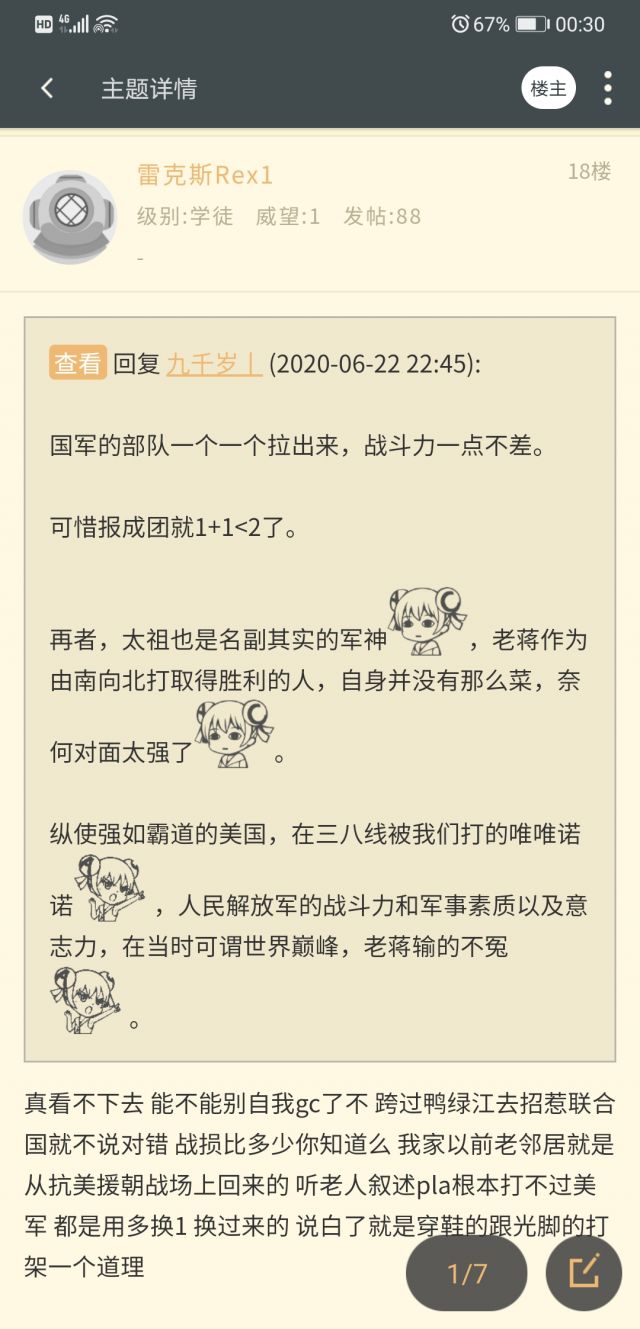 HD 4G 67% 00:30
主题详情 楼主
雷克斯Rex1 18楼
级别:学徒 威望:1 发帖:88
-
查看 回复 九千岁丨 (2020-06-22 22:45):
国军的部队一个一个拉出来，战斗力一点不差。
可惜报成团就1+1<2了。
再者，太祖也是名副其实的军神，老蒋作为
由南向北打取得胜利的人，自身并没有那么菜，奈
何对面太强了。
纵使强如霸道的美国，在三八线被我们打的唯唯诺
诺，人民解放军的战斗力和军事素质以及意
志力，在当时可谓世界巅峰，老蒋输的不冤
。
真看不下去 能不能别自我gc了不 跨过鸭绿江去招惹联合
国就不说对错 战损比多少你知道么 我家以前老邻居就是
从抗美援朝战场上回来的 听老人叙述pla根本打不过美
军 都是用多换1 换过来的 说白了就是穿鞋的跟光脚的打
架一个道理
1/7